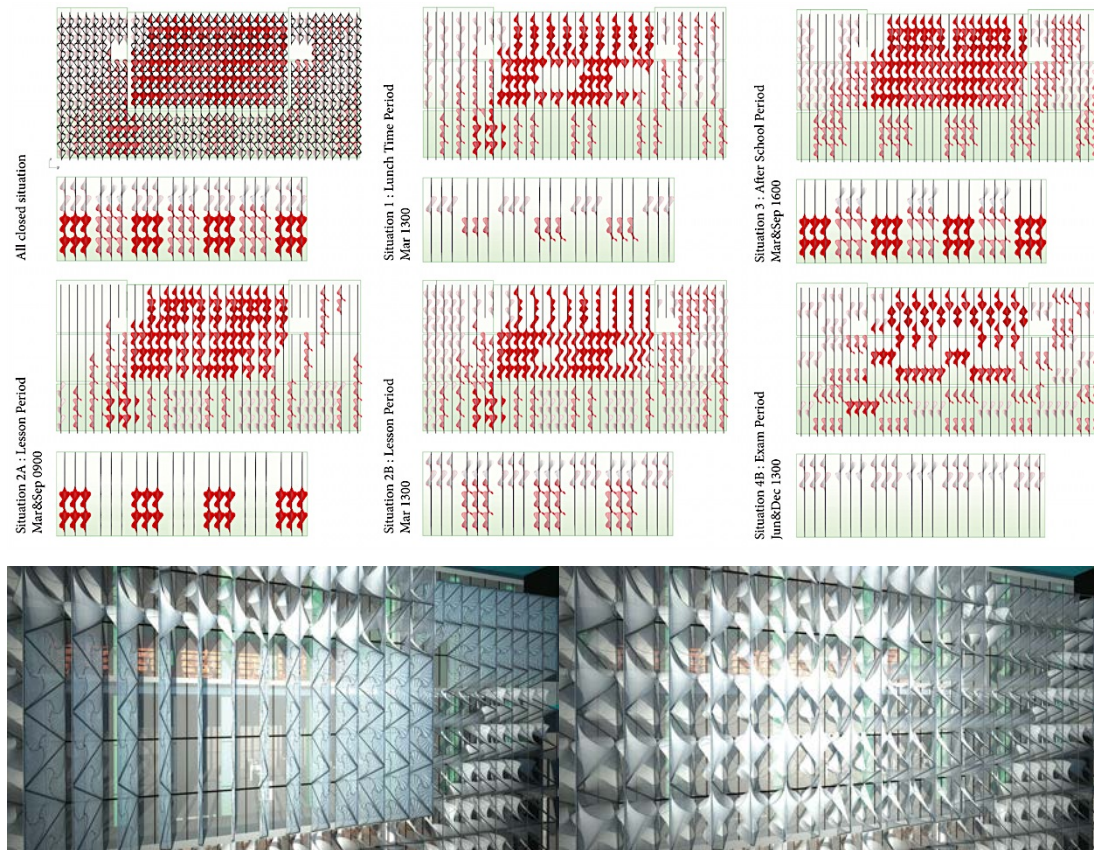 All closed situation
Situation 1 : Lunch Time Period
Mar 1300
Situation 3 : After School Period
Mar&Sep 1600
Situation 2A : Lesson Period
Mar&Sep 0900
Situation 2B : Lesson Period
Mar 1300
Situation 4B : Exam Period
Jun&Dec 1300